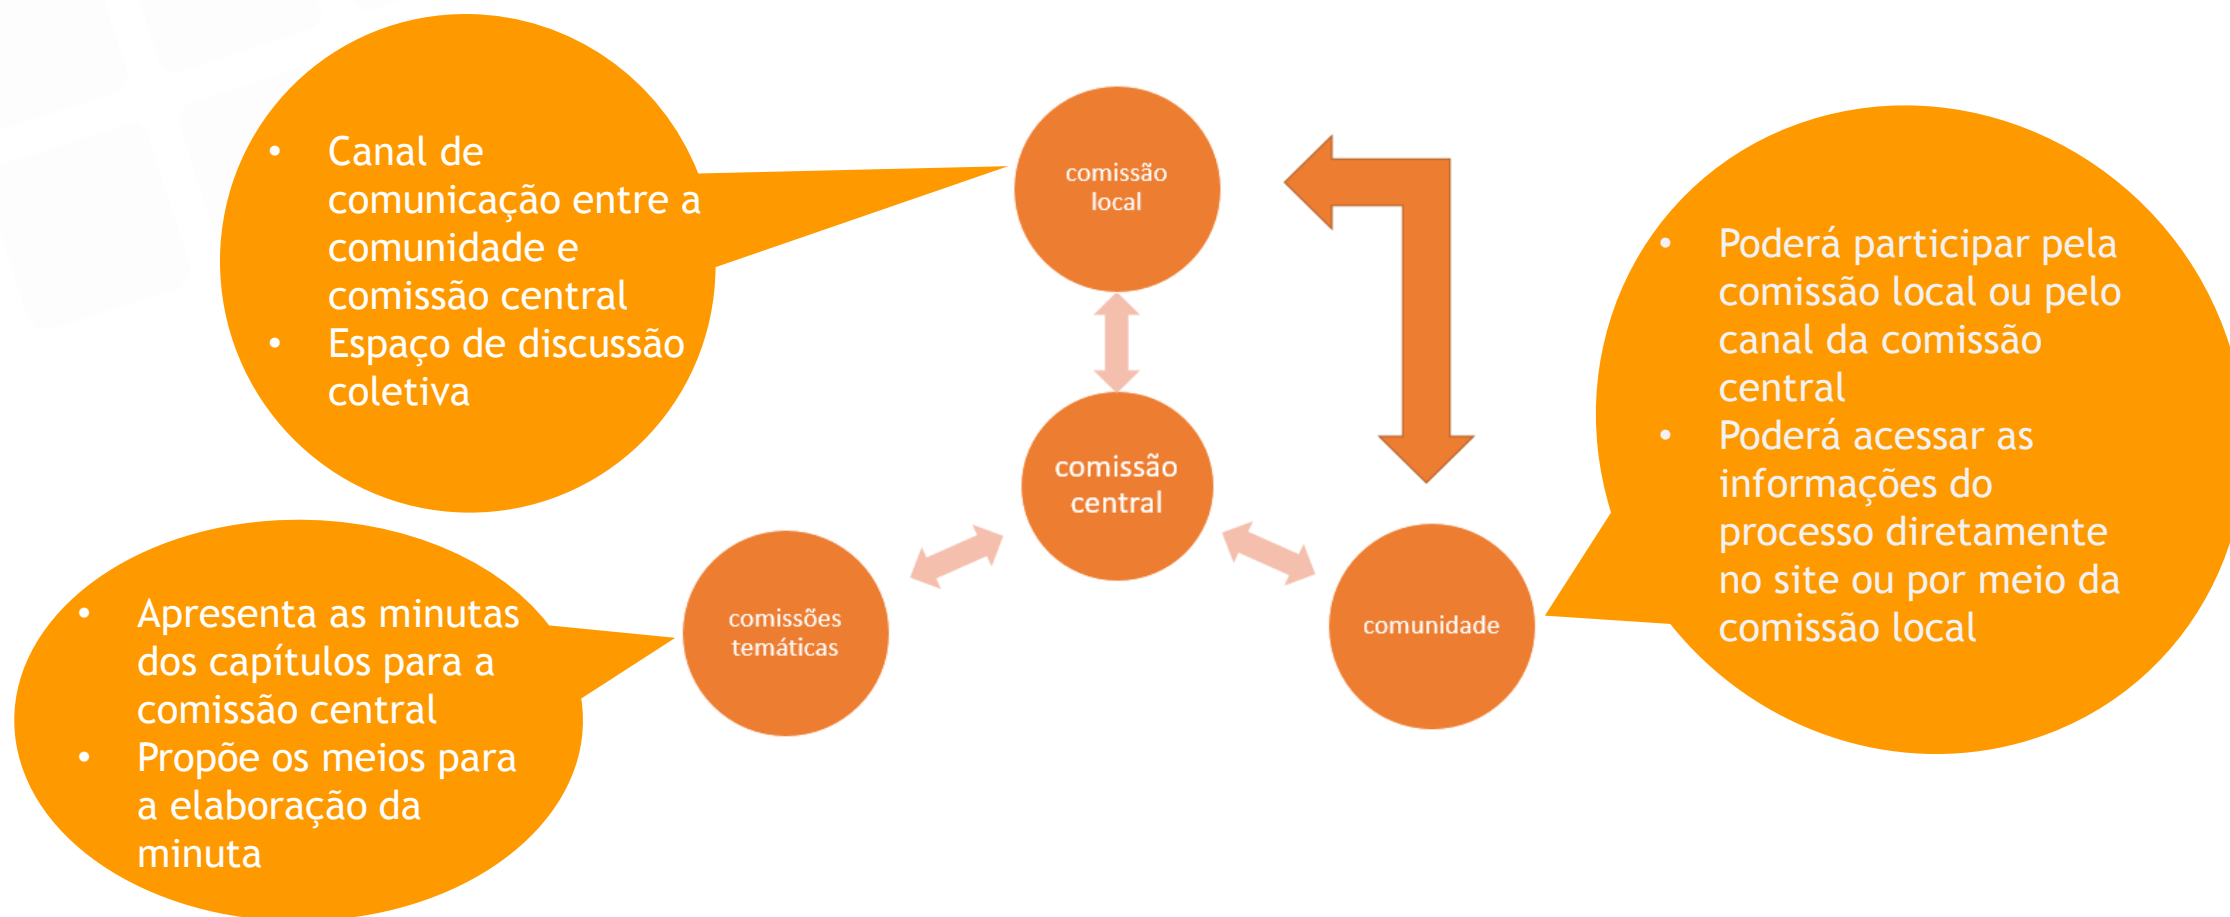 • Canal de
comunicação entre a
comunidade e
comissão central
• Espaço de discussão
coletiva
comissão
local
• Poderá participar pela
comissão local ou pelo
canal da comissão
central
• Poderá acessar as
informações do
processo diretamente
no site ou por meio da
comissão local
comissão
central
• Apresenta as minutas
dos capítulos para a
comissão central
• Propõe os meios para
a elaboração da
minuta
comissões
temáticas
comunidade